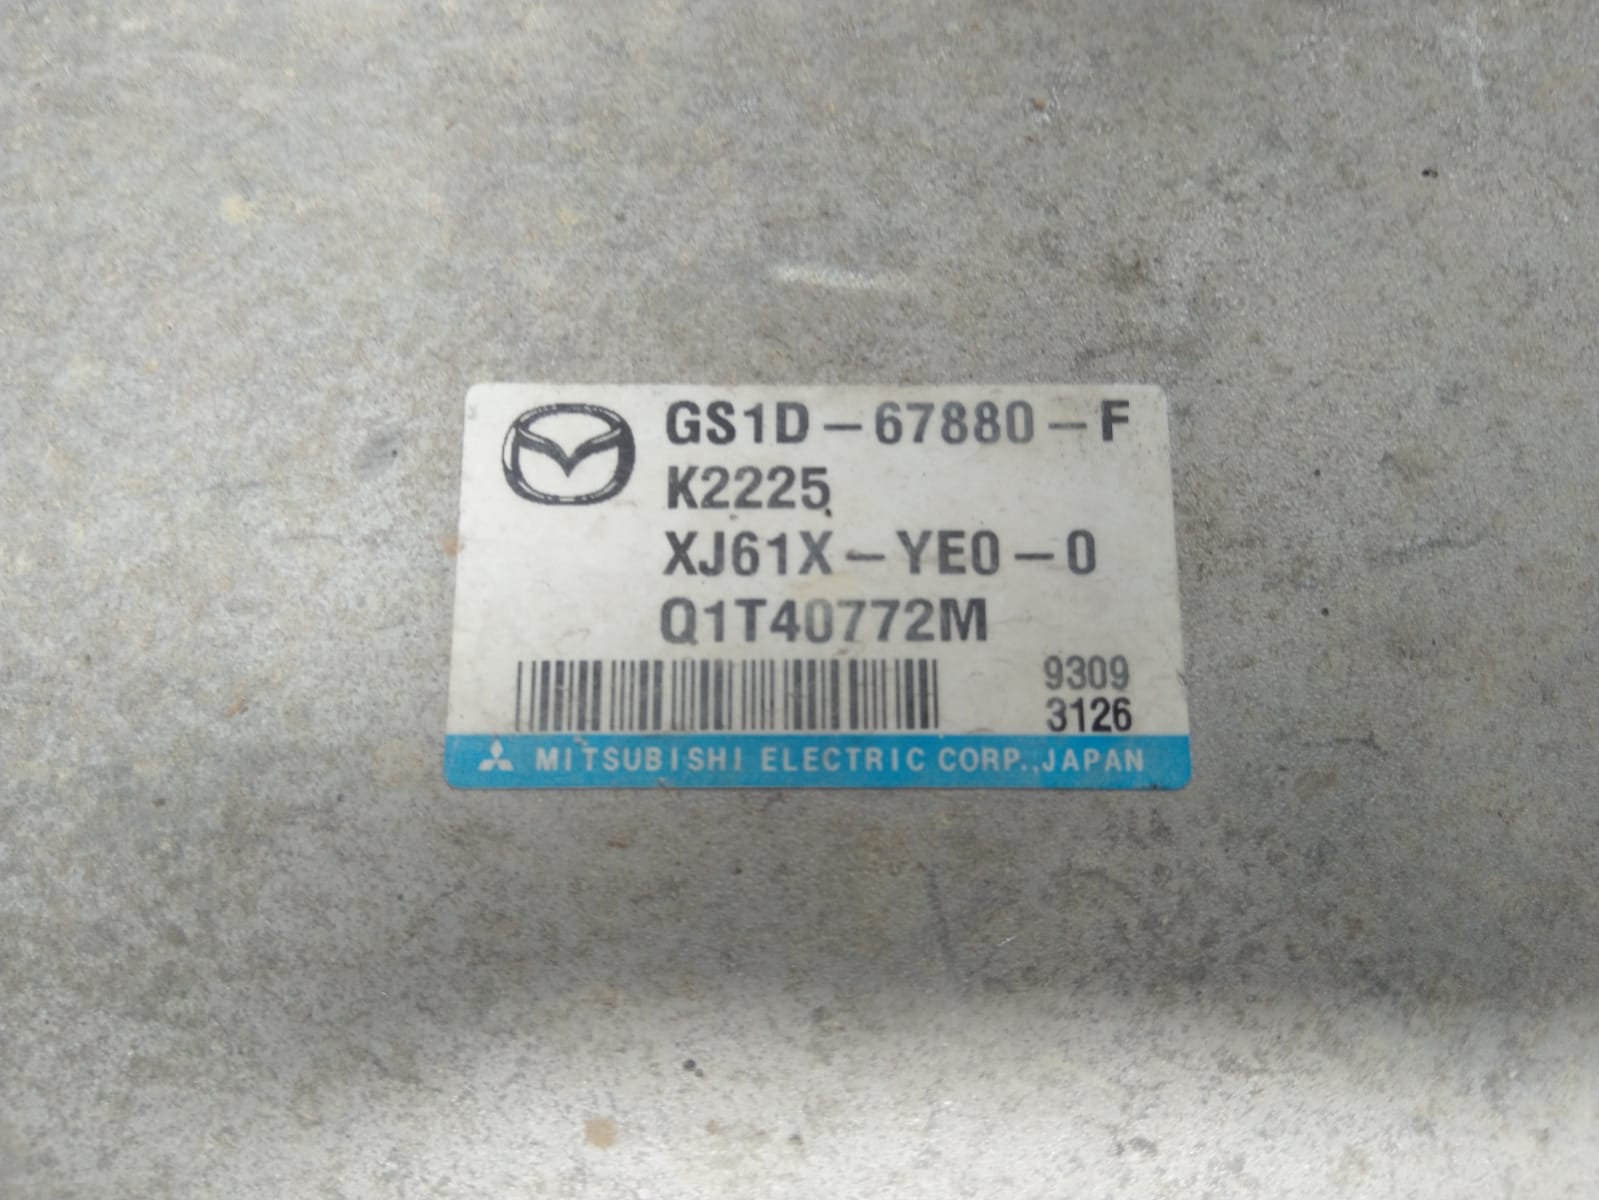 GS1D-67880-F
K2225
XJ61X-YE0-0
Q1T40772M
9309
3126
MITSUBISHI ELECTRIC CORP.,JAPAN